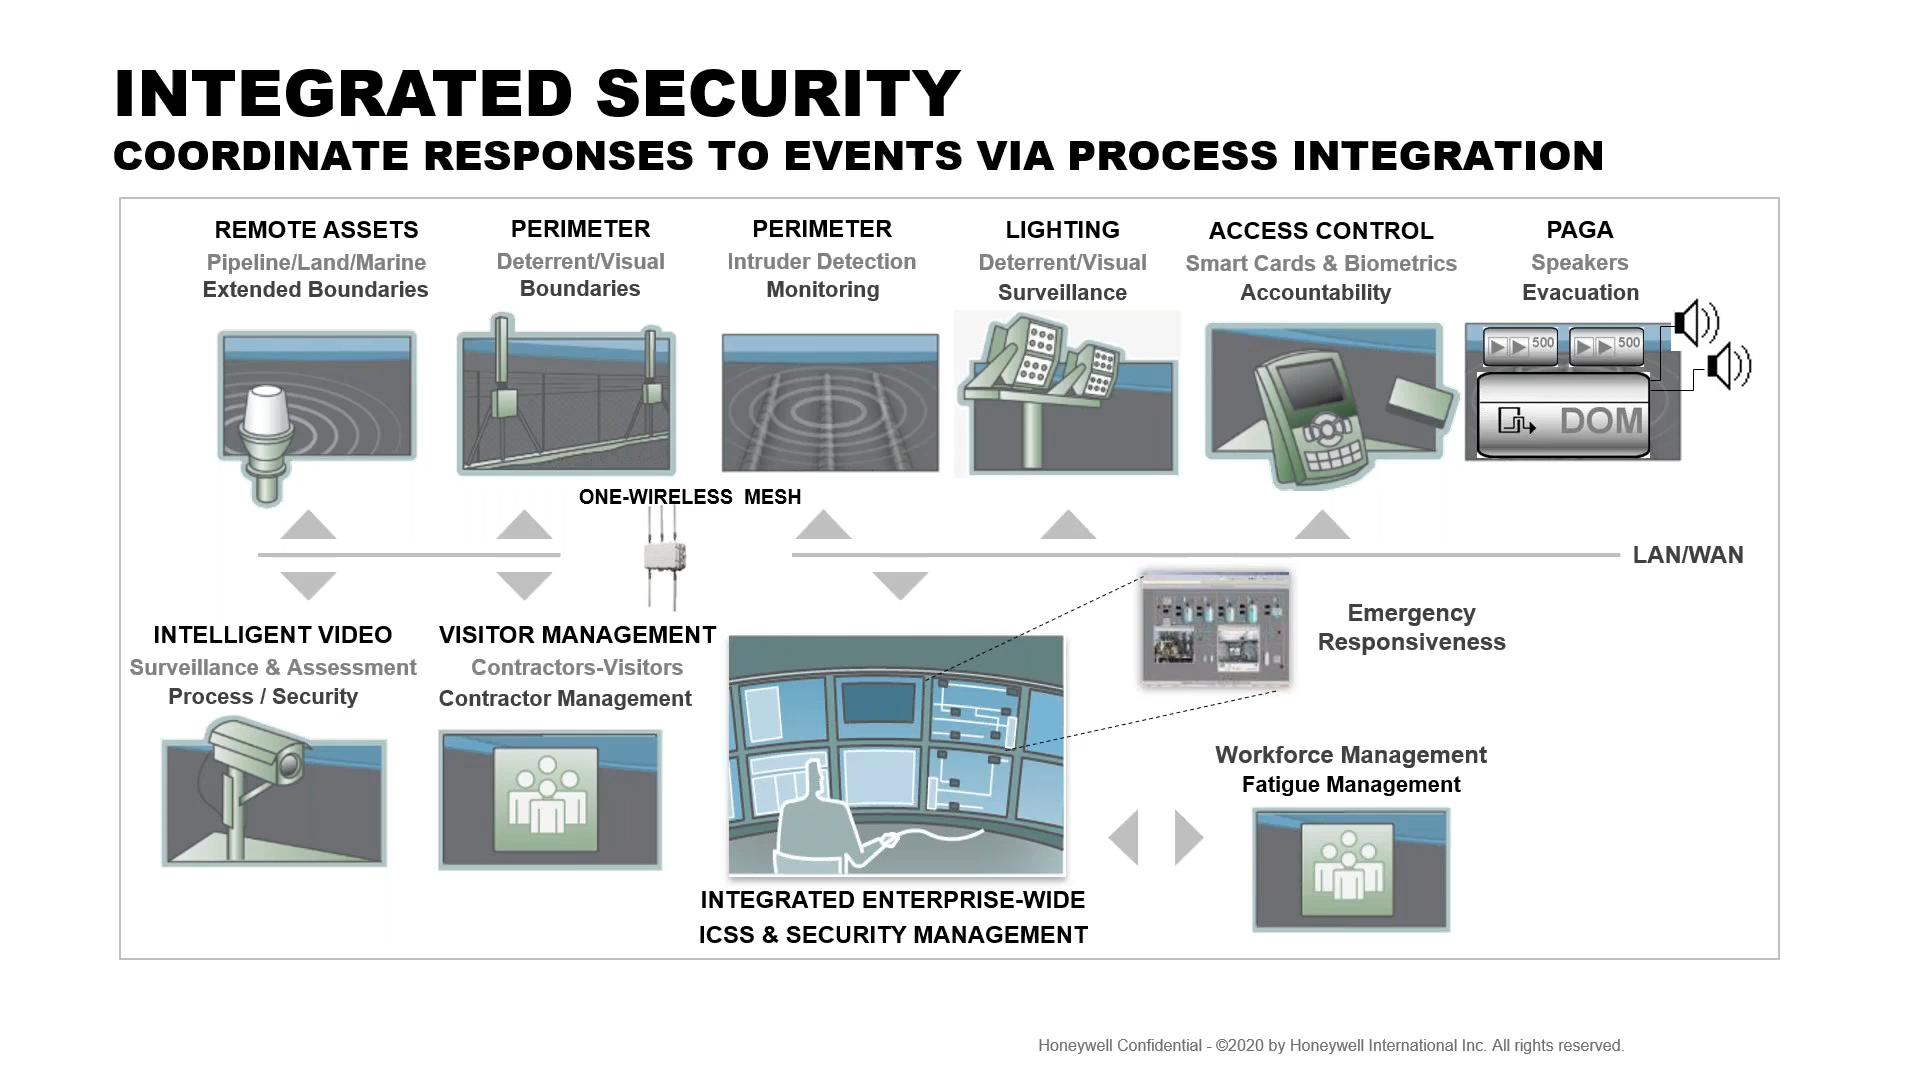 INTEGRATED SECURITY
COORDINATE RESPONSES TO EVENTS VIA PROCESS INTEGRATION
REMOTE ASSETS
Pipeline/Land/Marine
Extended Boundaries
PERIMETER
Deterrent/Visual
Boundaries
PERIMETER
Intruder Detection
Monitoring
LIGHTING
Deterrent/Visual
Surveillance
ACCESS CONTROL
Smart Cards & Biometrics
Accountability
PAGA
Speakers
Evacuation
500
500
DOM
ONE-WIRELESS MESH
LAN/WAN
INTELLIGENT VIDEO
Surveillance & Assessment
Process / Security
VISITOR MANAGEMENT
Contractors-Visitors
Contractor Management
Emergency
Responsiveness
Workforce Management
Fatigue Management
INTEGRATED ENTERPRISE-WIDE
ICSS & SECURITY MANAGEMENT
Honeywell Confidential - ©2020 by Honeywell International Inc. All rights reserved.